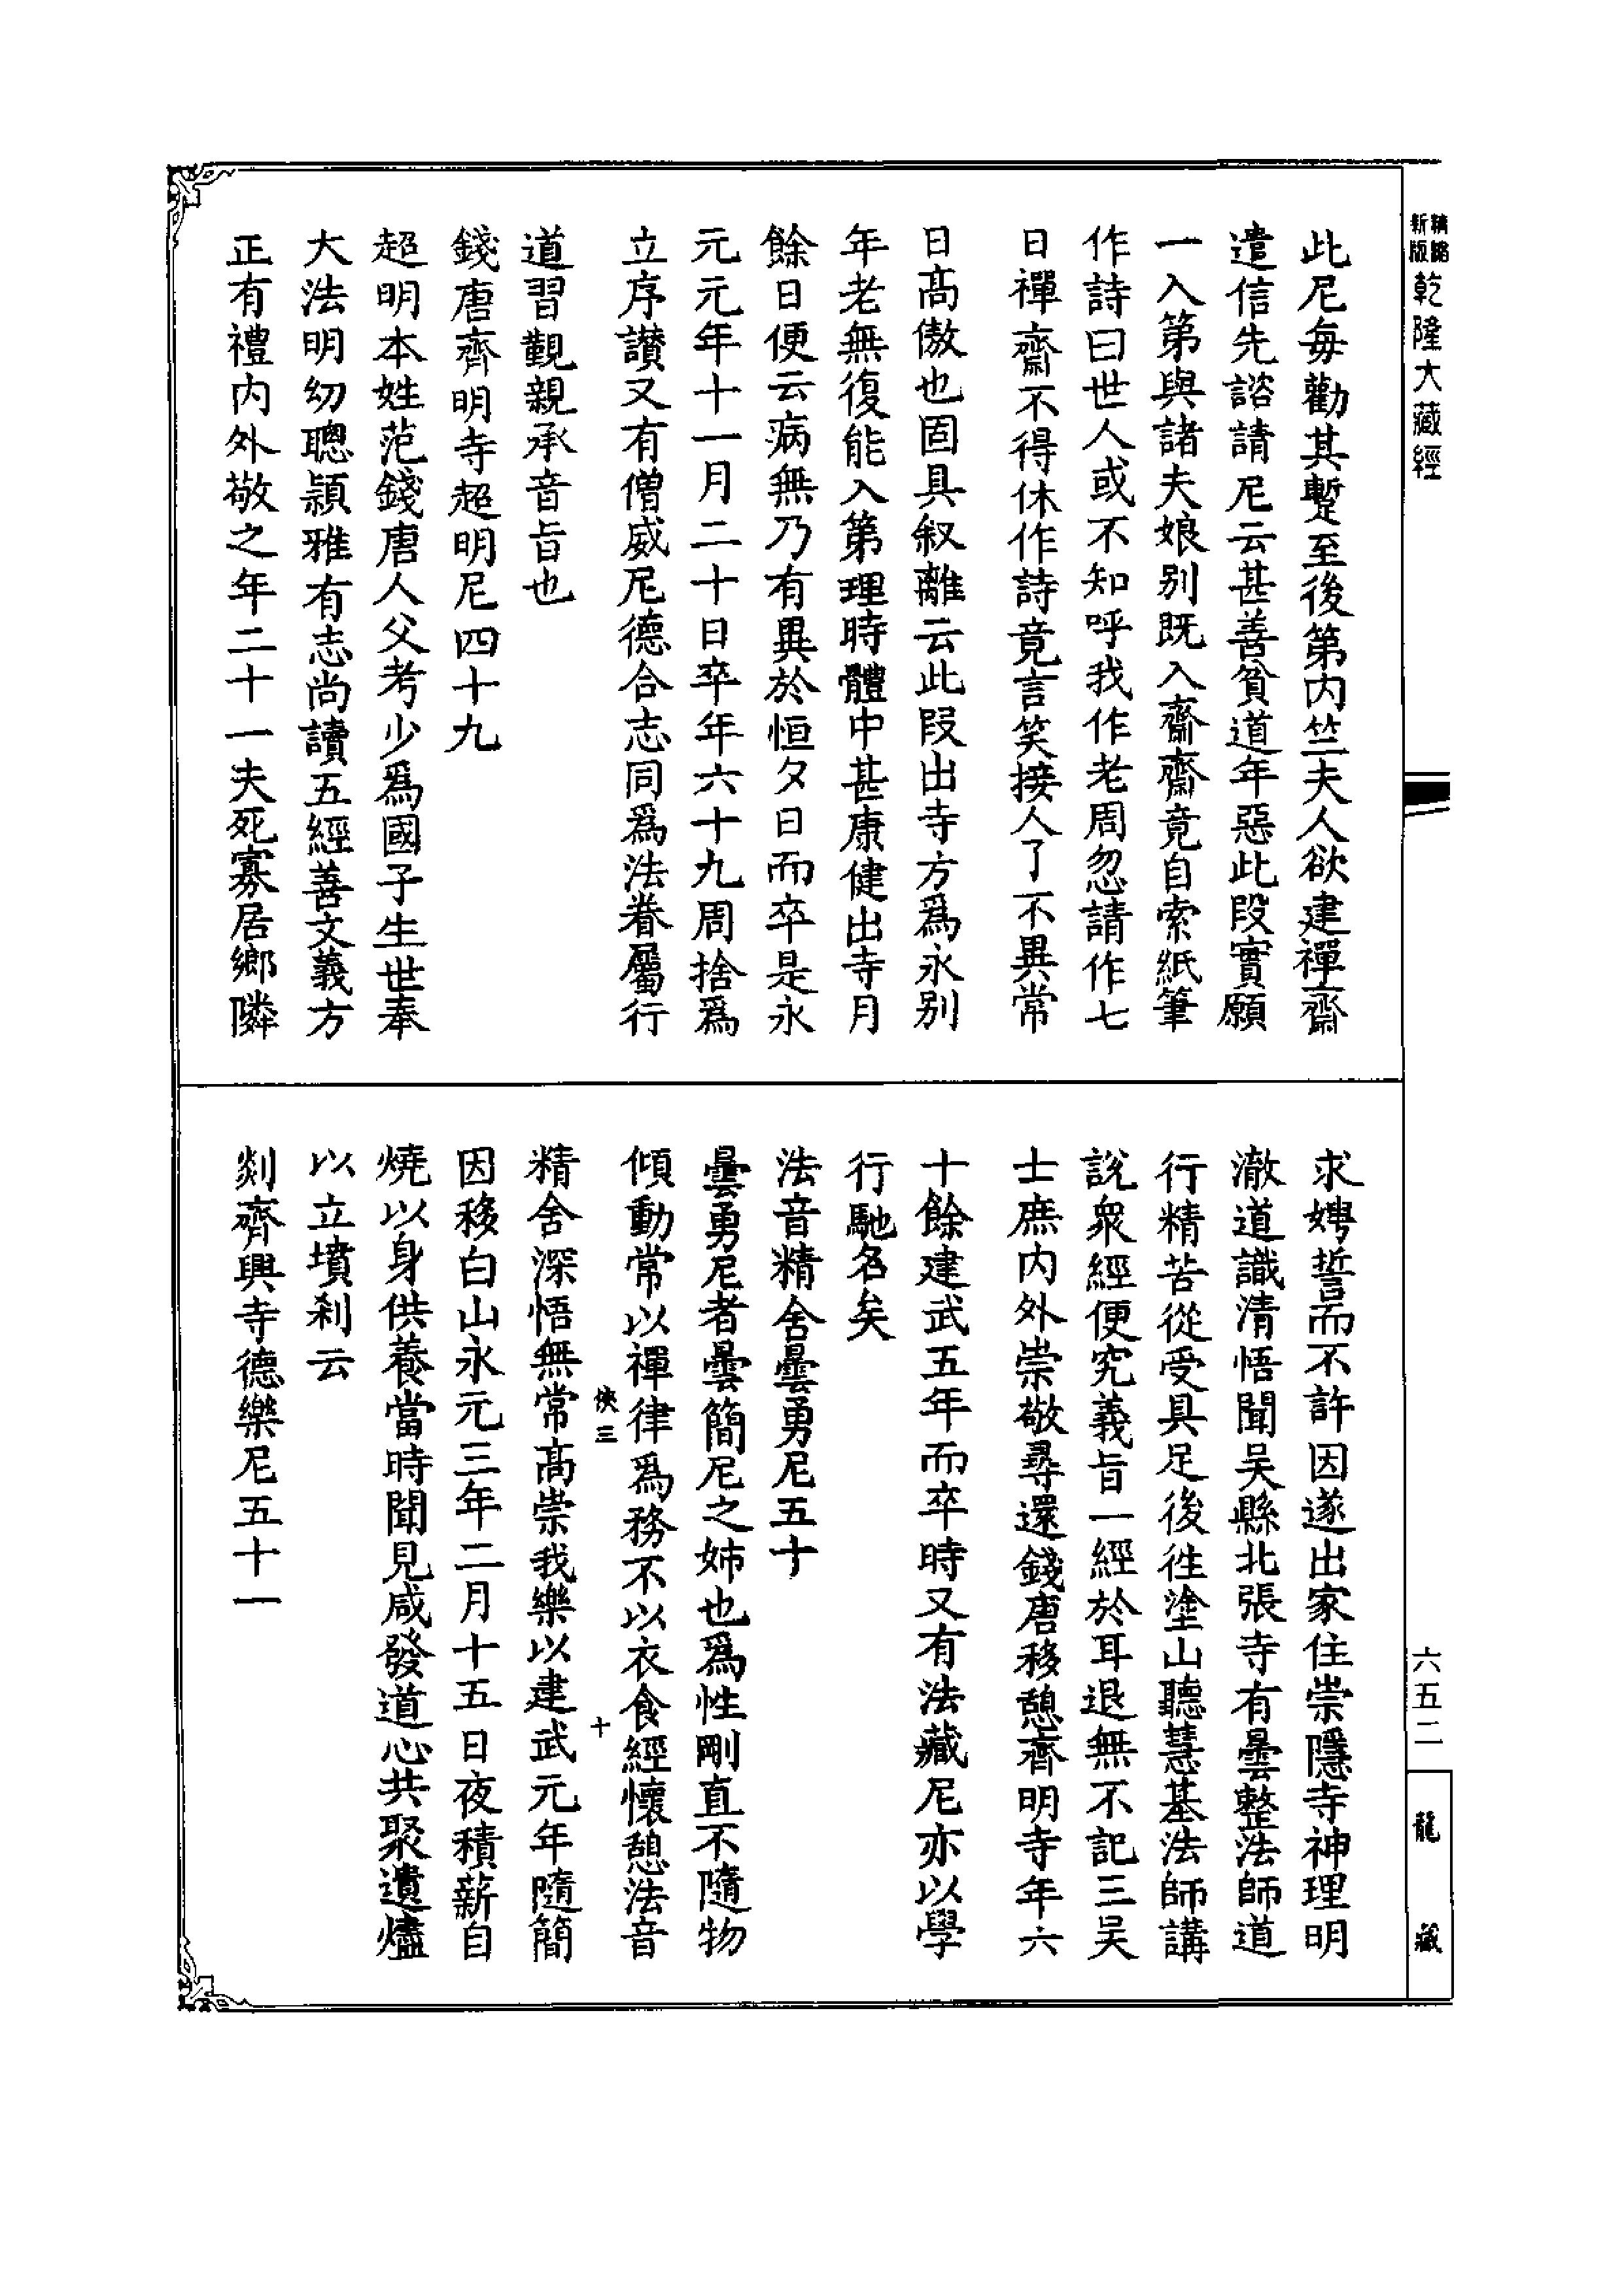 新版
精縮
乾隆大藏經
此尼每勸其蹔至後第内竺夫人欲建禪齋
遣信先諮請尼云甚善貧道年惡此段實願
一入第與諸夫娘别既入齋齋竟自索紙筆
作詩曰世人或不知呼我作老周忽請作七
日禪齋不得休作詩竟言笑接人了不異常
日髙傲也固具叙離云此段出寺方爲永别
年老無復能入第理時體中甚康健出寺月
餘日便云病無乃有異於恒夕日而卒是永
元元年十一月二十日卒年六十九周捨爲
立序讃又有僧威尼德合志同爲法眷屬行
道習觀親承音旨也
錢唐齊明寺超明尼四十九
超明本姓范錢唐人父考少爲國子生世奉
大法明幼聰頴雅有志尚讀五經善文義方
正有禮内外敬之年二十一夫死寡居鄉隣
求娉誓而不許因遂出家住崇隱寺神理明
澈道識清悟聞吴縣北張寺有曇整法師道
行精苦從受具足後徃塗山聽慧基法師講
說衆經便究義旨一經於耳退無不記三吴
士庶内外崇敬尋還錢唐移憩齊明寺年六
十餘建武五年而卒時又有法藏尼亦以學
行馳名矣
法音精舍曇勇尼五十
曇勇尼者曇簡尼之姉也爲性剛直不隨物
傾動常以禪律爲務不以衣食經懷憩法音
俠三
十
精舍深悟無常髙崇我樂以建武元年隨簡
因移白山永元三年二月十五日夜積薪自
燒以身供養當時聞見咸發道心共聚遺燼
以立墳刹云
剡齊興寺德樂尼五十一
六五二
龍藏